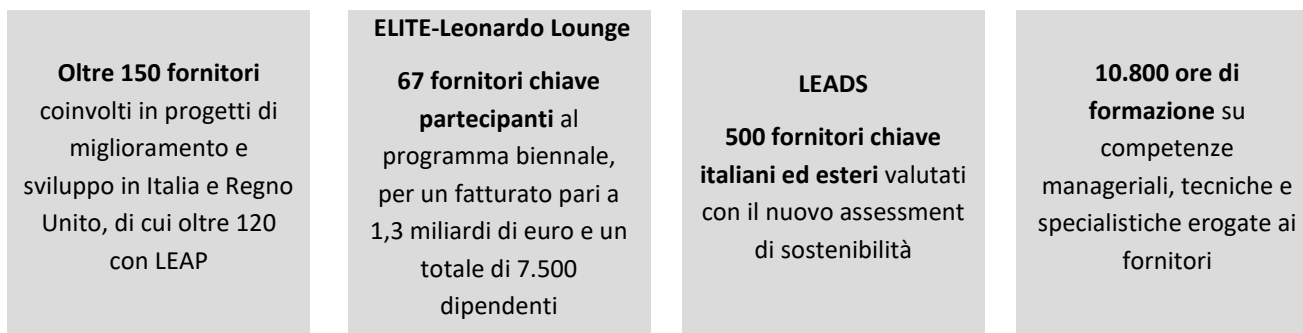 Oltre 150 fornitori
coinvolti in progetti di
miglioramento e
sviluppo in Italia e Regno
Unito, di cui oltre 120
con LEAP
ELITE-Leonardo Lounge
67 fornitori chiave
partecipanti al
programma biennale,
per un fatturato pari a
1,3 miliardi di euro e un
totale di 7.500
dipendenti
LEADS
500 fornitori chiave
italiani ed esteri valutati
con il nuovo assessment
di sostenibilità
10.800 ore di
formazione su
competenze
manageriali, tecniche e
specialistiche erogate ai
fornitori